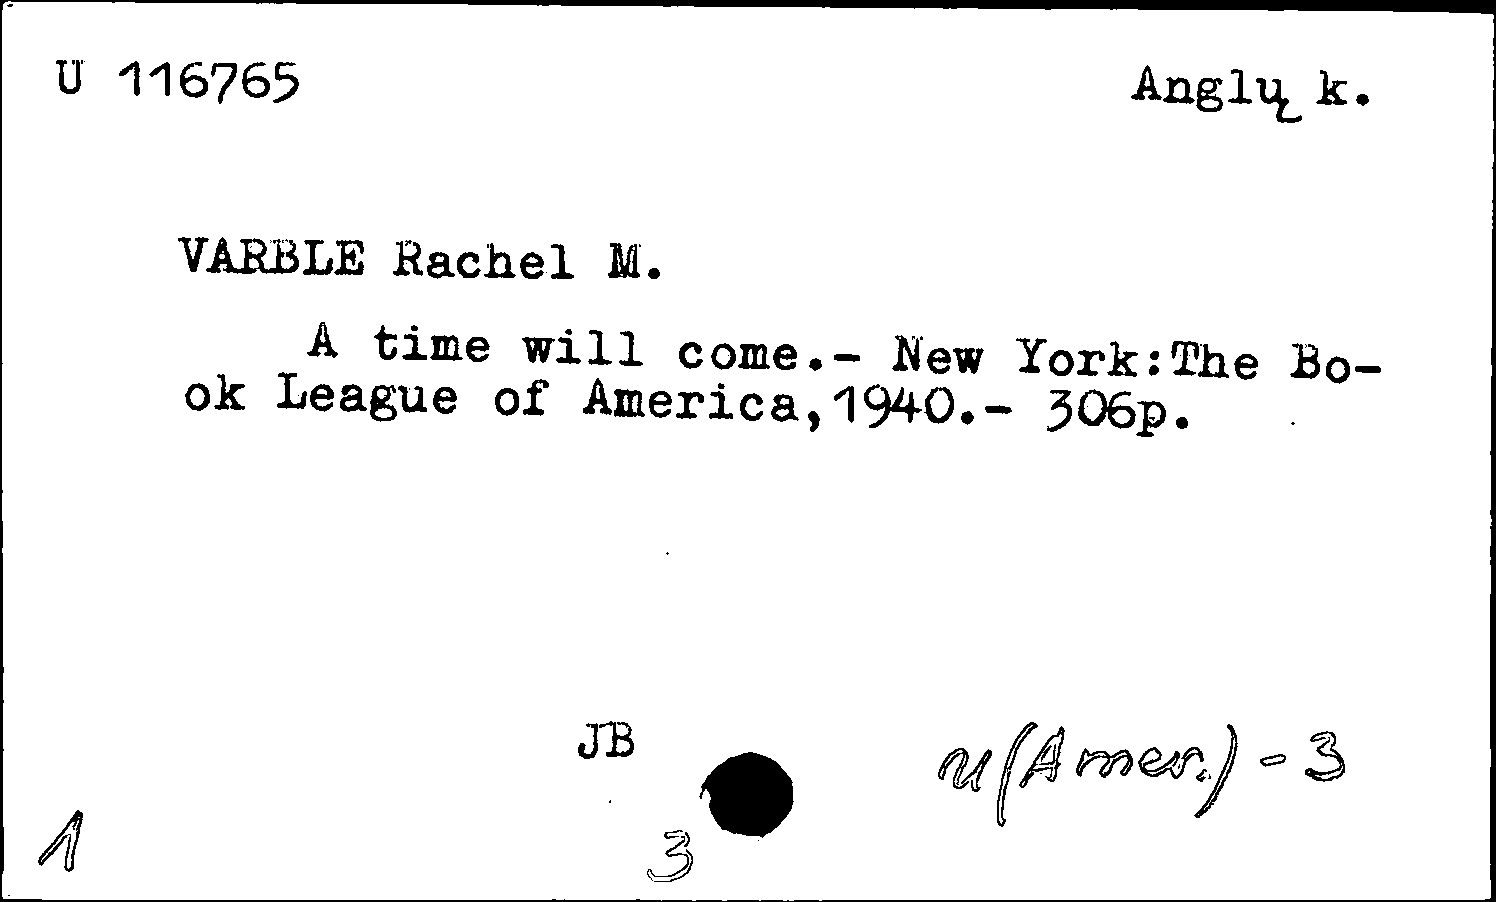 U 116765
Anglų k.
VARBLE Rachel M.
A time will come.- New York:The Bo-
ok League of America,1940.- 306p.
JB
u(Amer.)-3
1
3